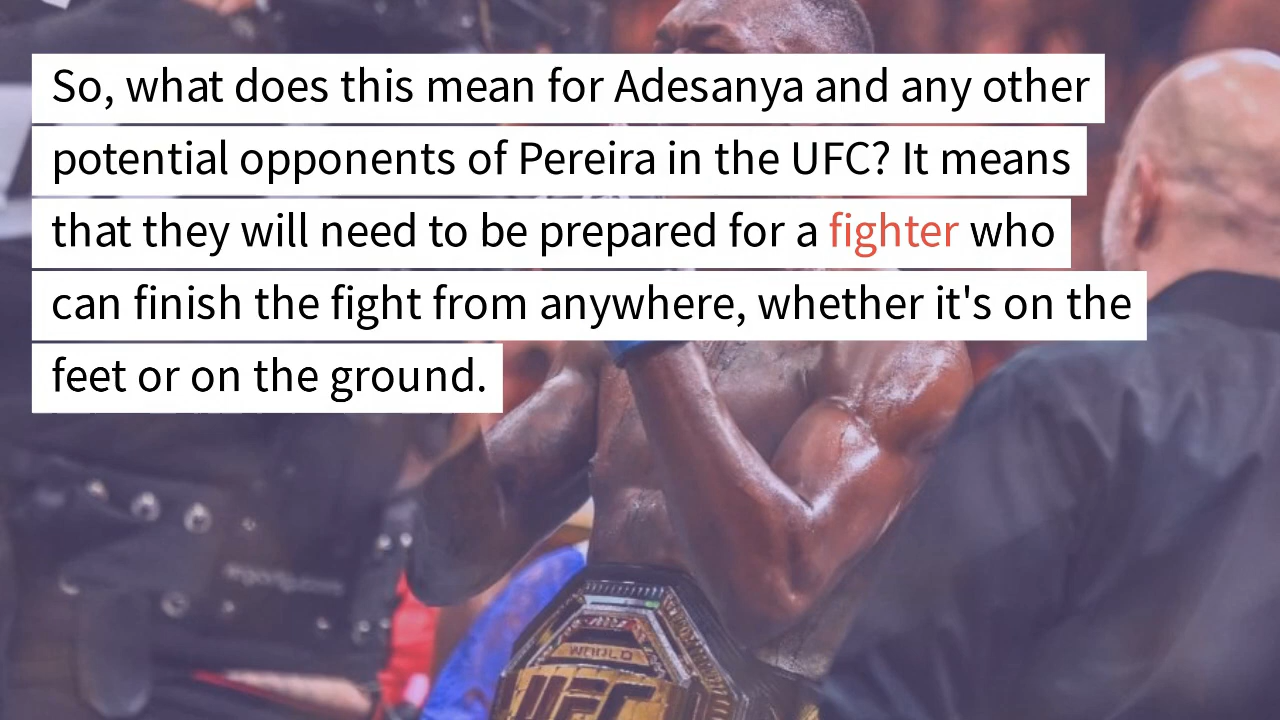 So, what does this mean for Adesanya and any other
potential opponents of Pereira in the UFC? It means
that they will need to be prepared for a fighter who
can finish the fight from anywhere, whether it's on the
feet or on the ground.
WORLD
UFC